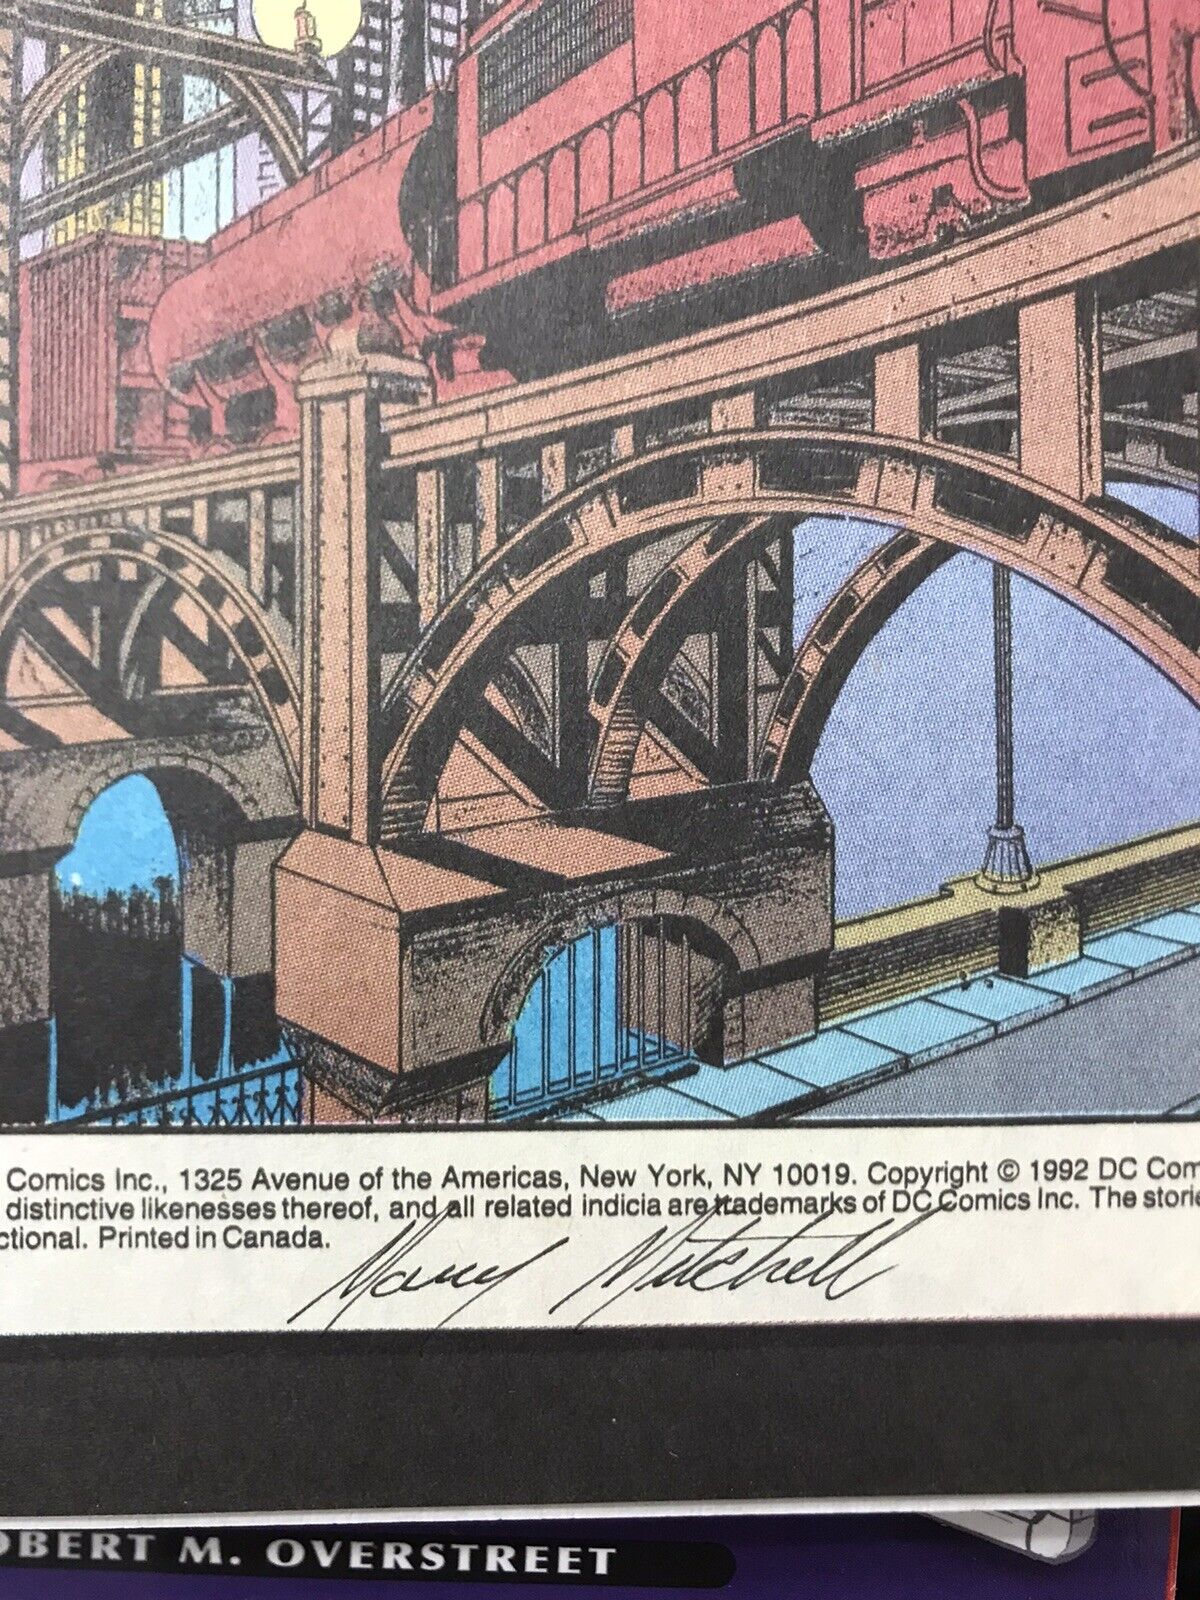 Comics Inc., 1325 Avenue of the Americas, New York, NY 10019. Copyright © 1992 DC Com
distinctive likenesses thereof, and all related indicia are trademarks of DC Comics Inc. The storie
ctional. Printed in Canada.
Mitchell
OBERT M. OVERSTREET